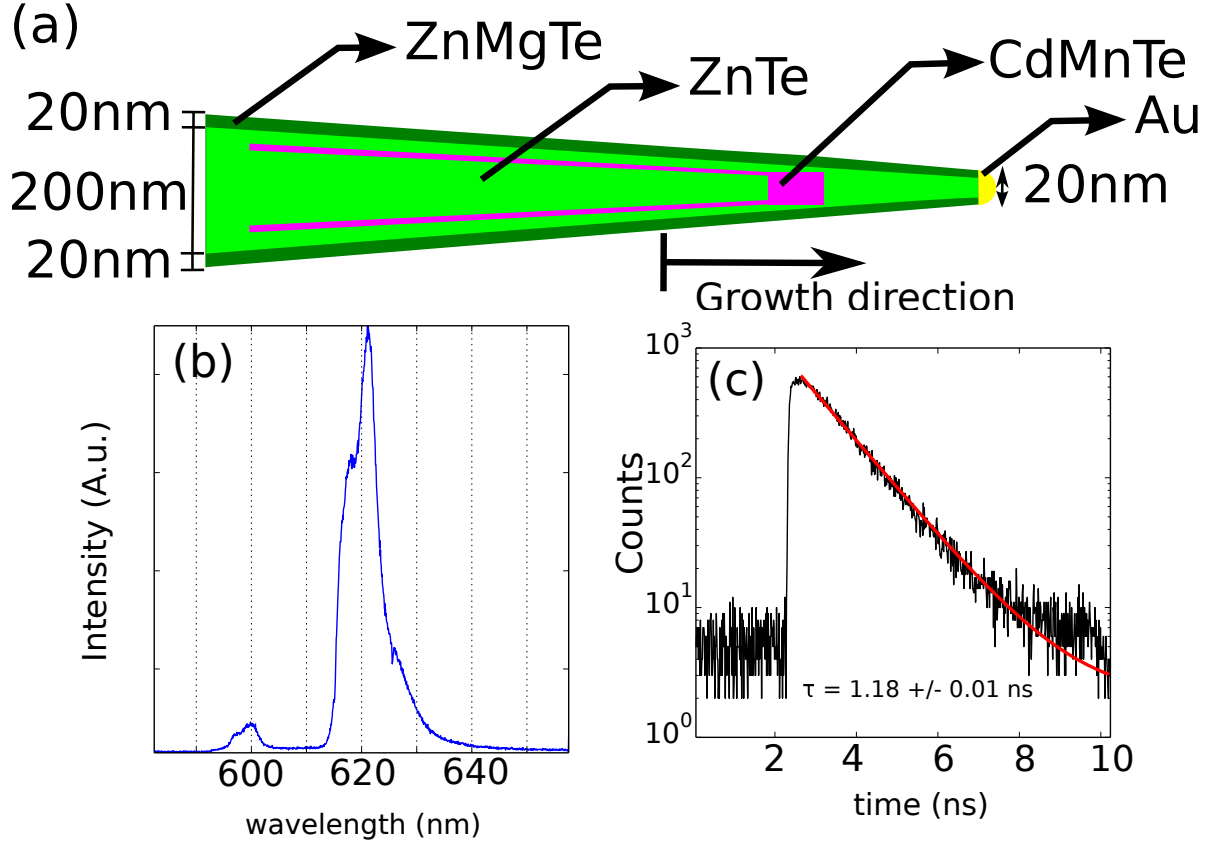 (a)
ZnMgTe
ZnTe
CdMnTe
Au
20nm
200nm
20nm
20nm
Growth direction
(b)
Intensity (A.u.)
600 620 640
wavelength (nm)
(c)
10³
10²
10¹
10⁰
Counts
τ = 1.18 +/- 0.01 ns
2 4 6 8 10
time (ns)